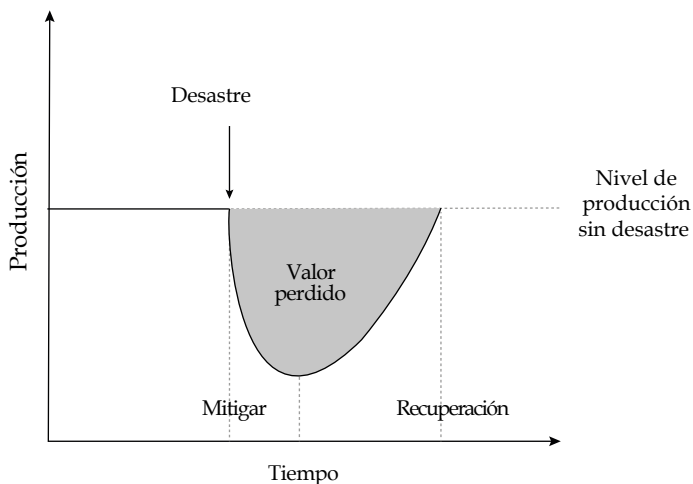 Desastre
Producción
Nivel de
producción
sin desastre
Valor
perdido
Mitigar
Recuperación
Tiempo